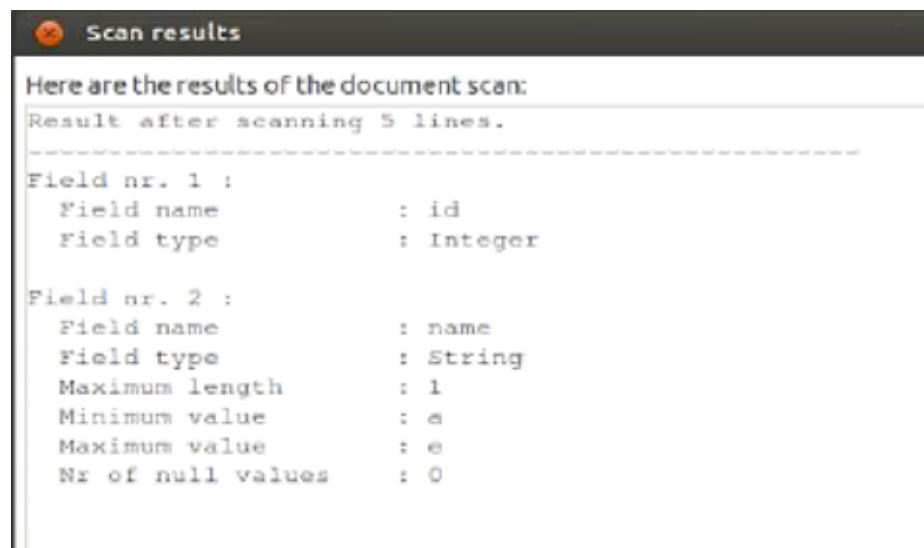 Scan results
Here are the results of the document scan:
Result after scanning 5 lines.
----------------------------------------------------
Field nr. 1 :
Field name : id
Field type : Integer
Field nr. 2 :
Field name : name
Field type : String
Maximum length : 1
Minimum value : a
Maximum value : e
Nr of null values : 0